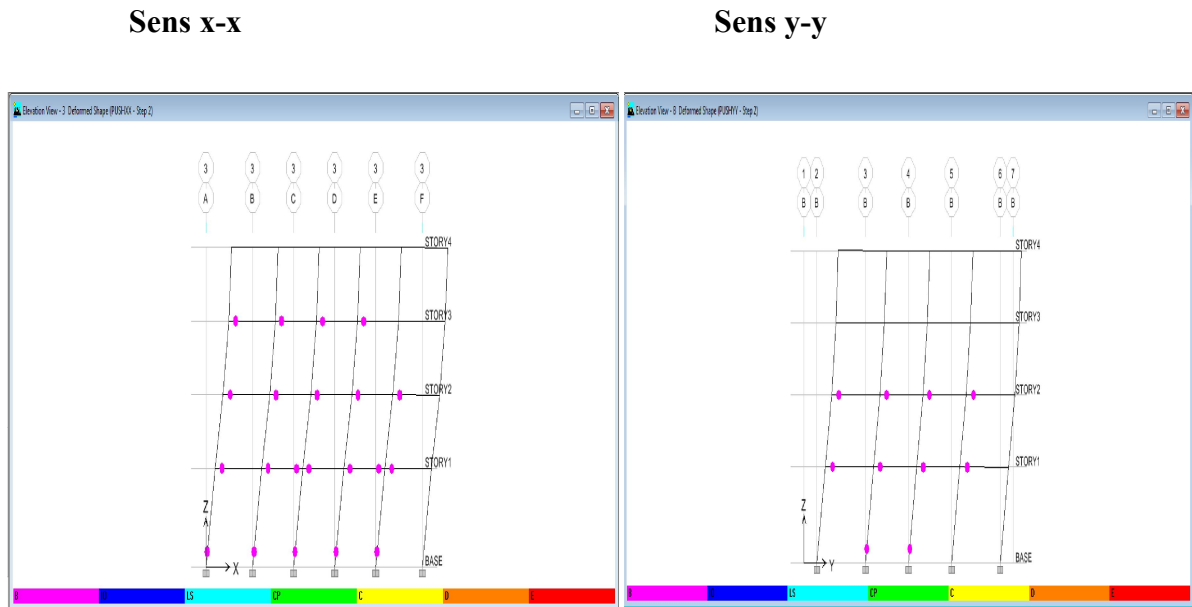 Sens x-x
Sens y-y
Elevation View - 3 Deformed Shape (PUSHXX - Step 2)
3 3 3 3 3 3
A B C D E F
STORY4
STORY3
STORY2
STORY1
BASE
Z
X
B IO LS CP C D E
Elevation View - B Deformed Shape (PUSHYY - Step 2)
1 2 3 4 5 6 7
B B B B B B B
STORY4
STORY3
STORY2
STORY1
BASE
Z
Y
B LS CP C D E